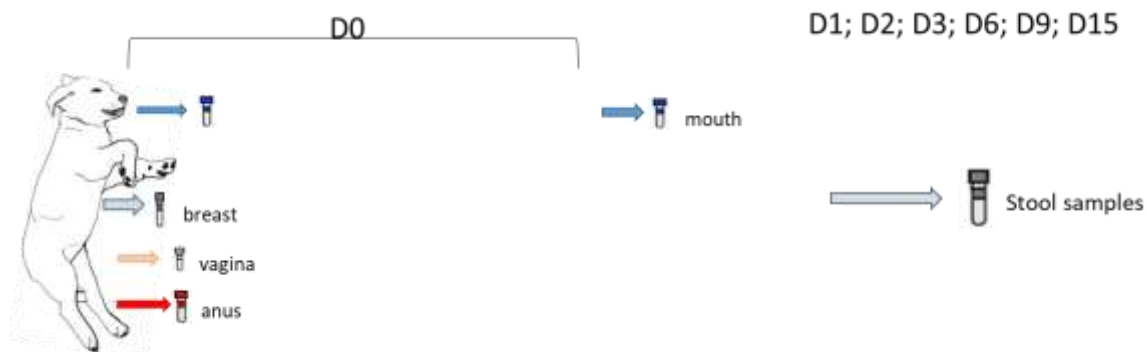 D0
D1; D2; D3; D6; D9; D15
mouth
breast
Stool samples
vagina
anus